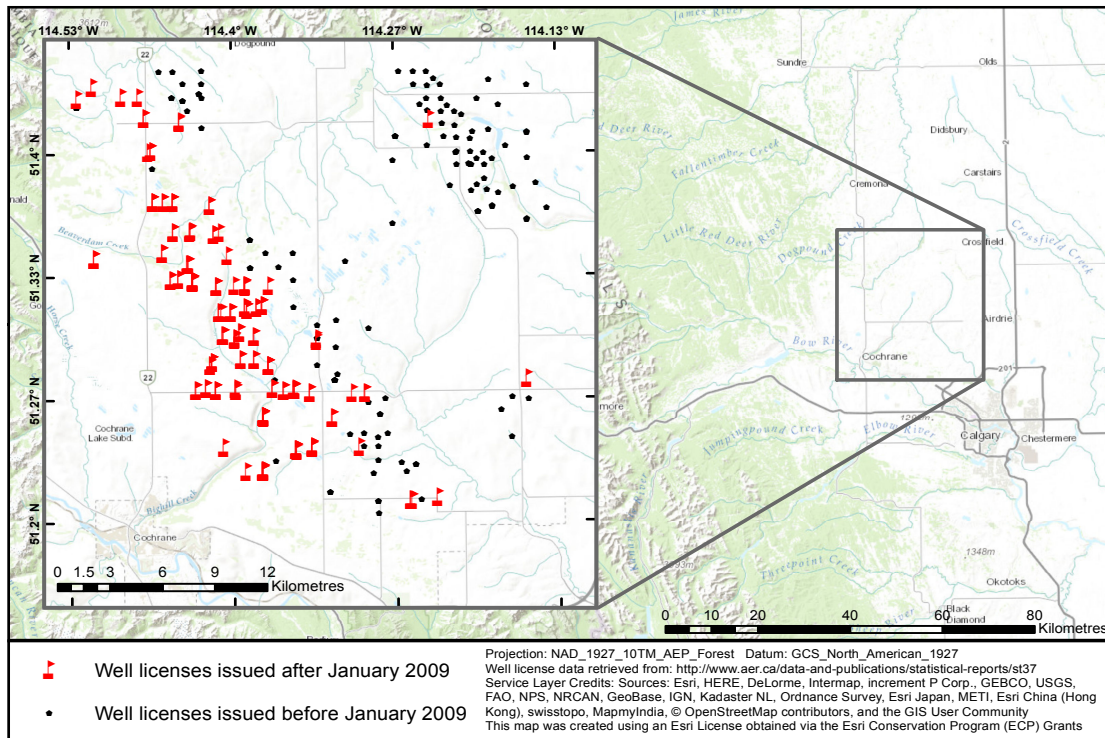 114.53° W 114.4° W 114.27° W 114.13° W
3612m
Dogpound
22
51.4° N
Beaverdam Creek
51.33° N
22
51.27° N
Cochrane
Lake Subd.
Bighill Creek
51.2° N
Cochrane
0 1.5 3 6 9 12
Kilometres
James River
Sundre
Olds
Didsbury
Fallentimber Creek
Carstairs
2
Cremona
Little Red Deer River
Dogpound Creek
Crossfield
Crossfield Creek
Airdrie
Bow River
Cochrane
201
Elbow River
Jumpingpound Creek
Calgary
Chestermere
1348m
Threepoint Creek
Okotoks
Black
Diamond
0 10 20 40 60 80
Kilometres
Well licenses issued after January 2009
Well licenses issued before January 2009
Projection: NAD_1927_10TM_AEP_Forest Datum: GCS_North_American_1927
Well license data retrieved from: http://www.aer.ca/data-and-publications/statistical-reports/st37
Service Layer Credits: Sources: Esri, HERE, DeLorme, Intermap, increment P Corp., GEBCO, USGS,
FAO, NPS, NRCAN, GeoBase, IGN, Kadaster NL, Ordnance Survey, Esri Japan, METI, Esri China (Hong
Kong), swisstopo, MapmyIndia, © OpenStreetMap contributors, and the GIS User Community
This map was created using an Esri License obtained via the Esri Conservation Program (ECP) Grants